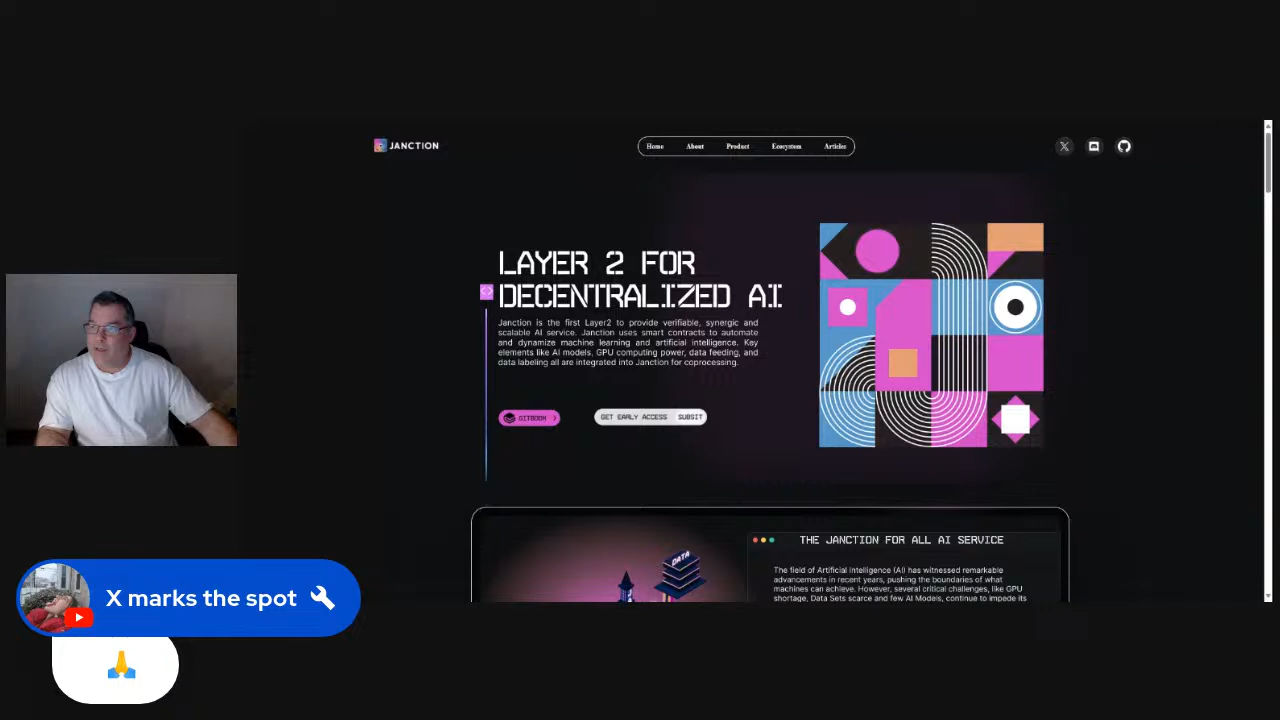 JANCTION
Home About Product Ecosystem Articles
LAYER 2 FOR
DECENTRALIZED AI
Janction is the first Layer2 to provide verifiable, synergic and
scalable AI service. Janction uses smart contracts to automate
and dynamize machine learning and artificial intelligence. Key
elements like AI models, GPU computing power, data feeding, and
data labeling all are integrated into Janction for coprocessing.
GITBOOK GET EARLY ACCESS SUBSIT
DATA
THE JANCTION FOR ALL AI SERVICE
The field of Artificial Intelligence (AI) has witnessed remarkable
advancements in recent years, pushing the boundaries of what
machines can achieve. However, several critical challenges, like GPU
shortage, Data Sets scarce and few AI Models, continue to impede its
X marks the spot